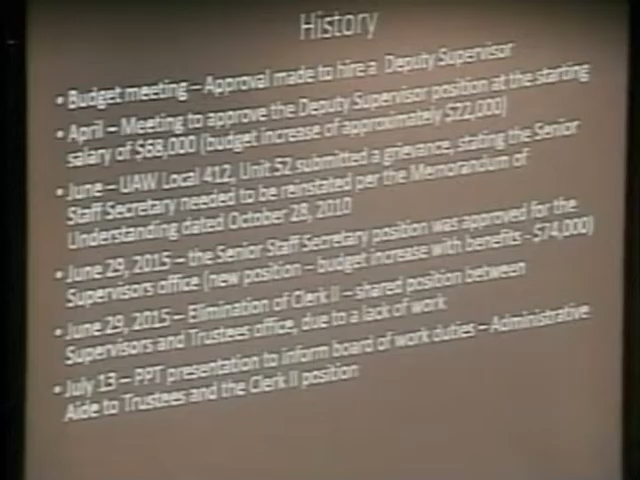 History
• Budget meeting – Approval made to hire a Deputy Supervisor
• April – Meeting to approve the Deputy Supervisor position at the starting
salary of $68,000 (budget increase of approximately $22,000)
• June – UAW Local 412, Unit 52 submitted a grievance, stating the Senior
Staff Secretary needed to be reinstated per the Memorandum of
Understanding dated October 28, 2010
• June 29, 2015 – the Senior Staff Secretary position was approved for the
Supervisors office (new position – budget increase with benefits - $74,000)
• June 29, 2015 – Elimination of Clerk II – shared position between
Supervisors and Trustees office, due to a lack of work
• July 13 – PPT presentation to inform board of work duties – Administrative
Aide to Trustees and the Clerk II position